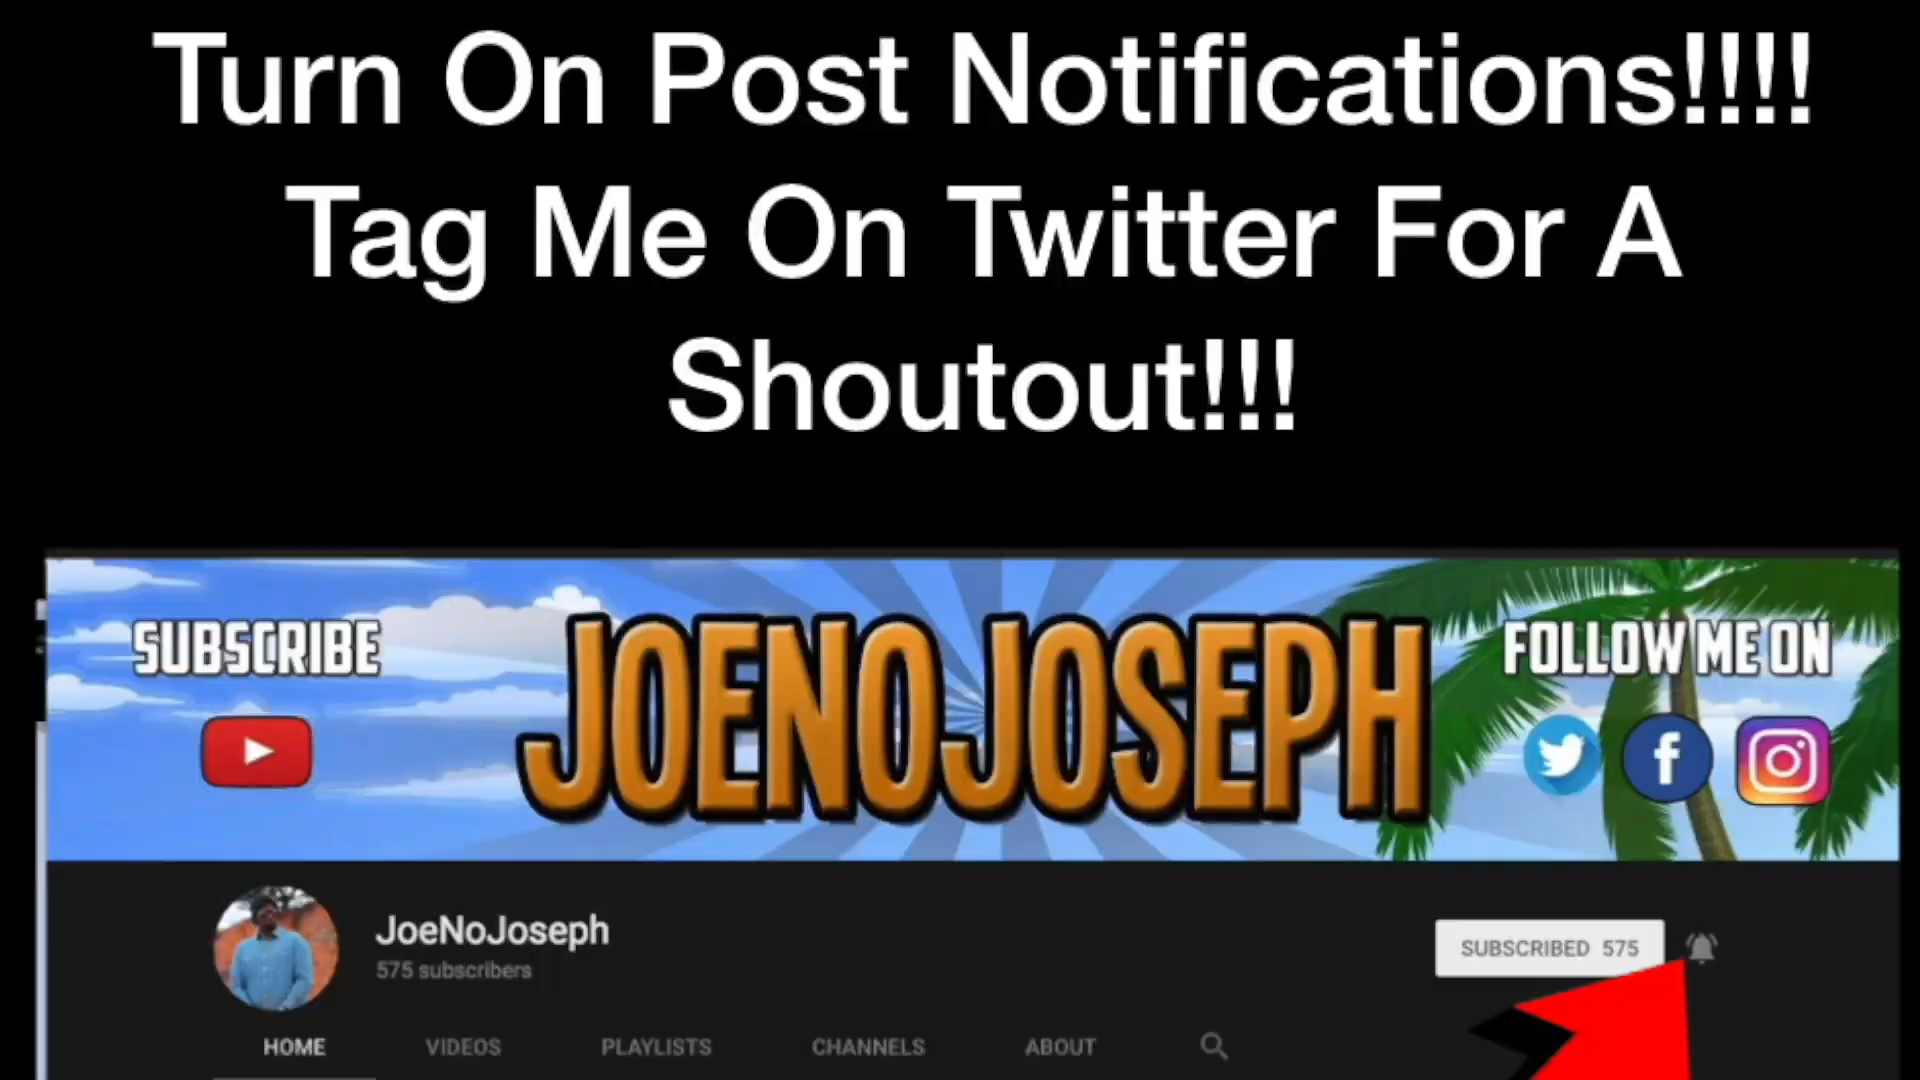 Turn On Post Notifications!!!!
Tag Me On Twitter For A
Shoutout!!!
SUBSCRIBE
JOENOJOSEPH
FOLLOW ME ON
JoeNoJoseph
575 subscribers
SUBSCRIBED 575
HOME VIDEOS PLAYLISTS CHANNELS ABOUT